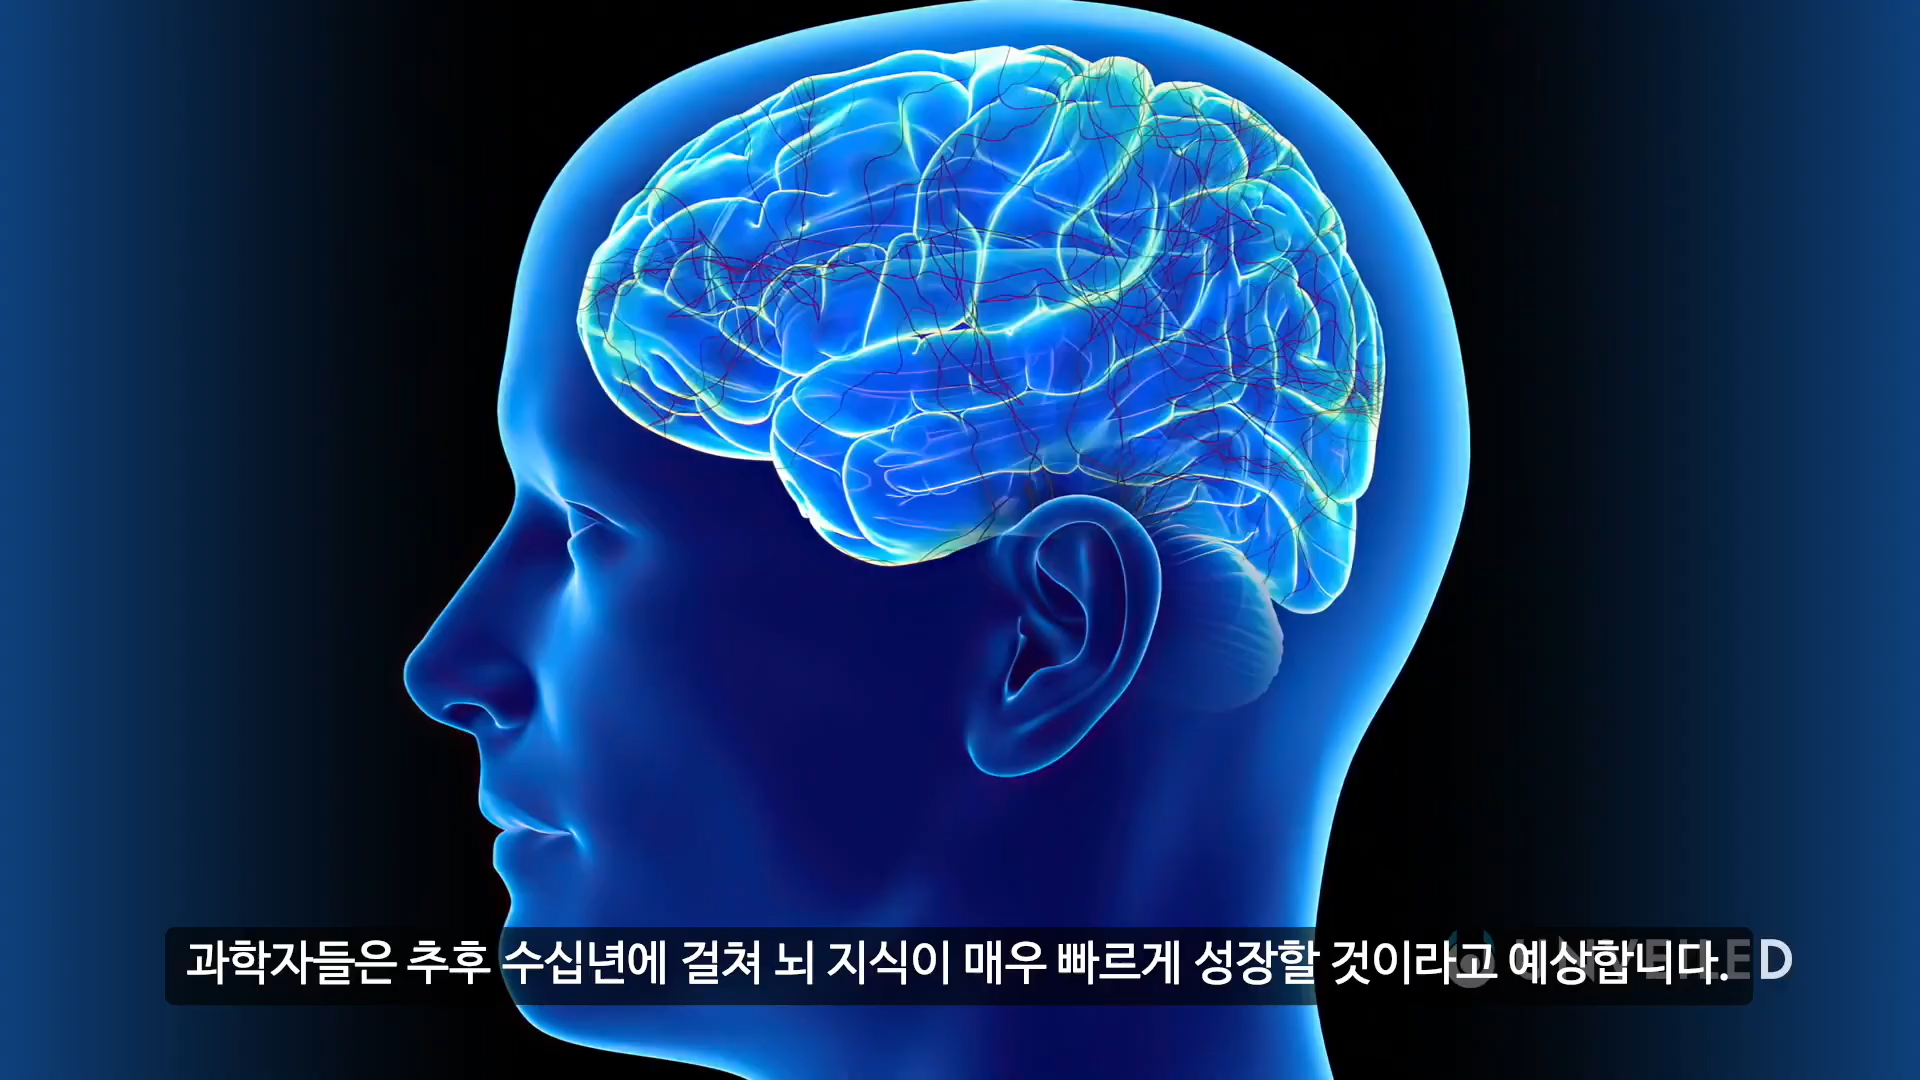 과학자들은 추후 수십년에 걸쳐 뇌 지식이 매우 빠르게 성장할 것이라고 예상합니다.
UNVEILED